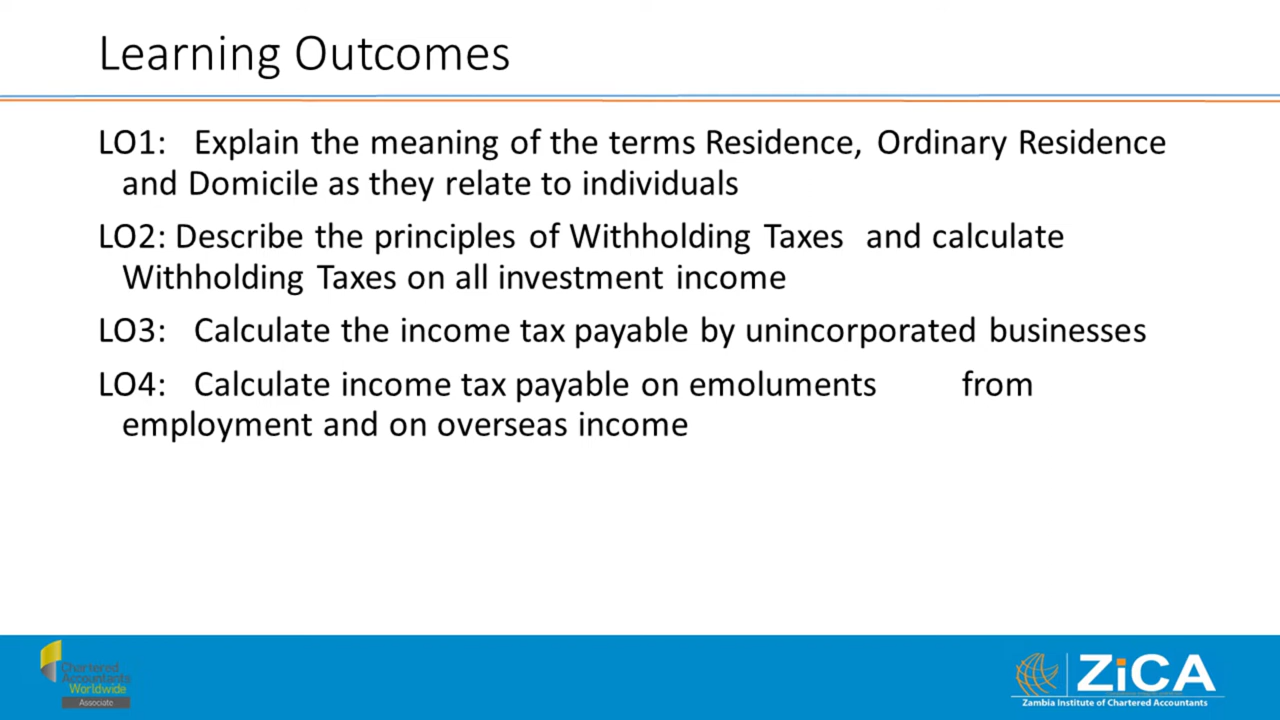 Learning Outcomes
LO1: Explain the meaning of the terms Residence, Ordinary Residence
and Domicile as they relate to individuals
LO2: Describe the principles of Withholding Taxes and calculate
Withholding Taxes on all investment income
LO3: Calculate the income tax payable by unincorporated businesses
LO4: Calculate income tax payable on emoluments from
employment and on overseas income
Chartered
Accountants
Worldwide
Associate
ZiCA
Zambia Institute of Chartered Accountants